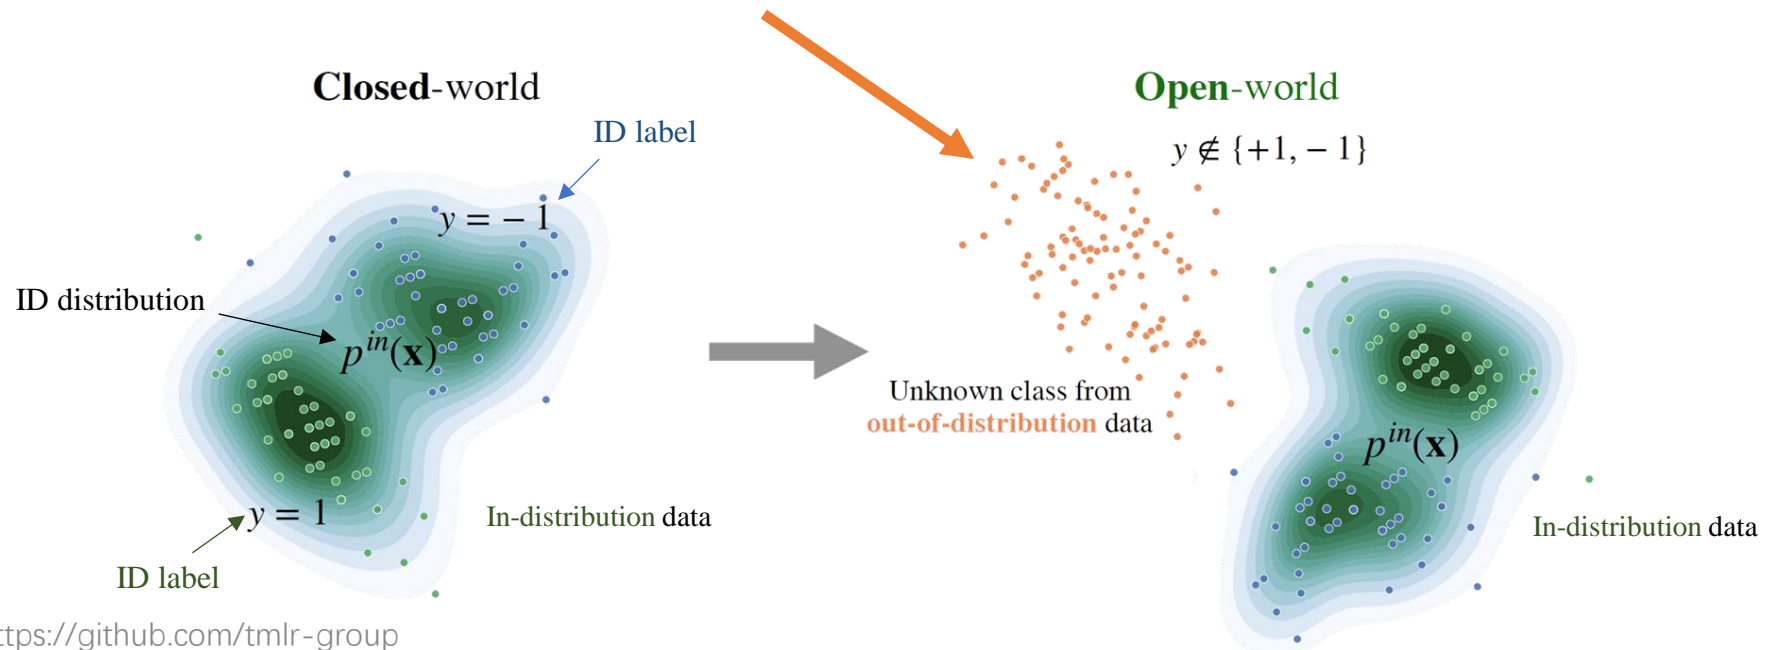 Closed-world
ID label
y = − 1
ID distribution
p^{in}(x)
y = 1
In-distribution data
ID label
ttps://github.com/tmlr-group
Open-world
y ∉ {+1, − 1}
Unknown class from
out-of-distribution data
p^{in}(x)
In-distribution data